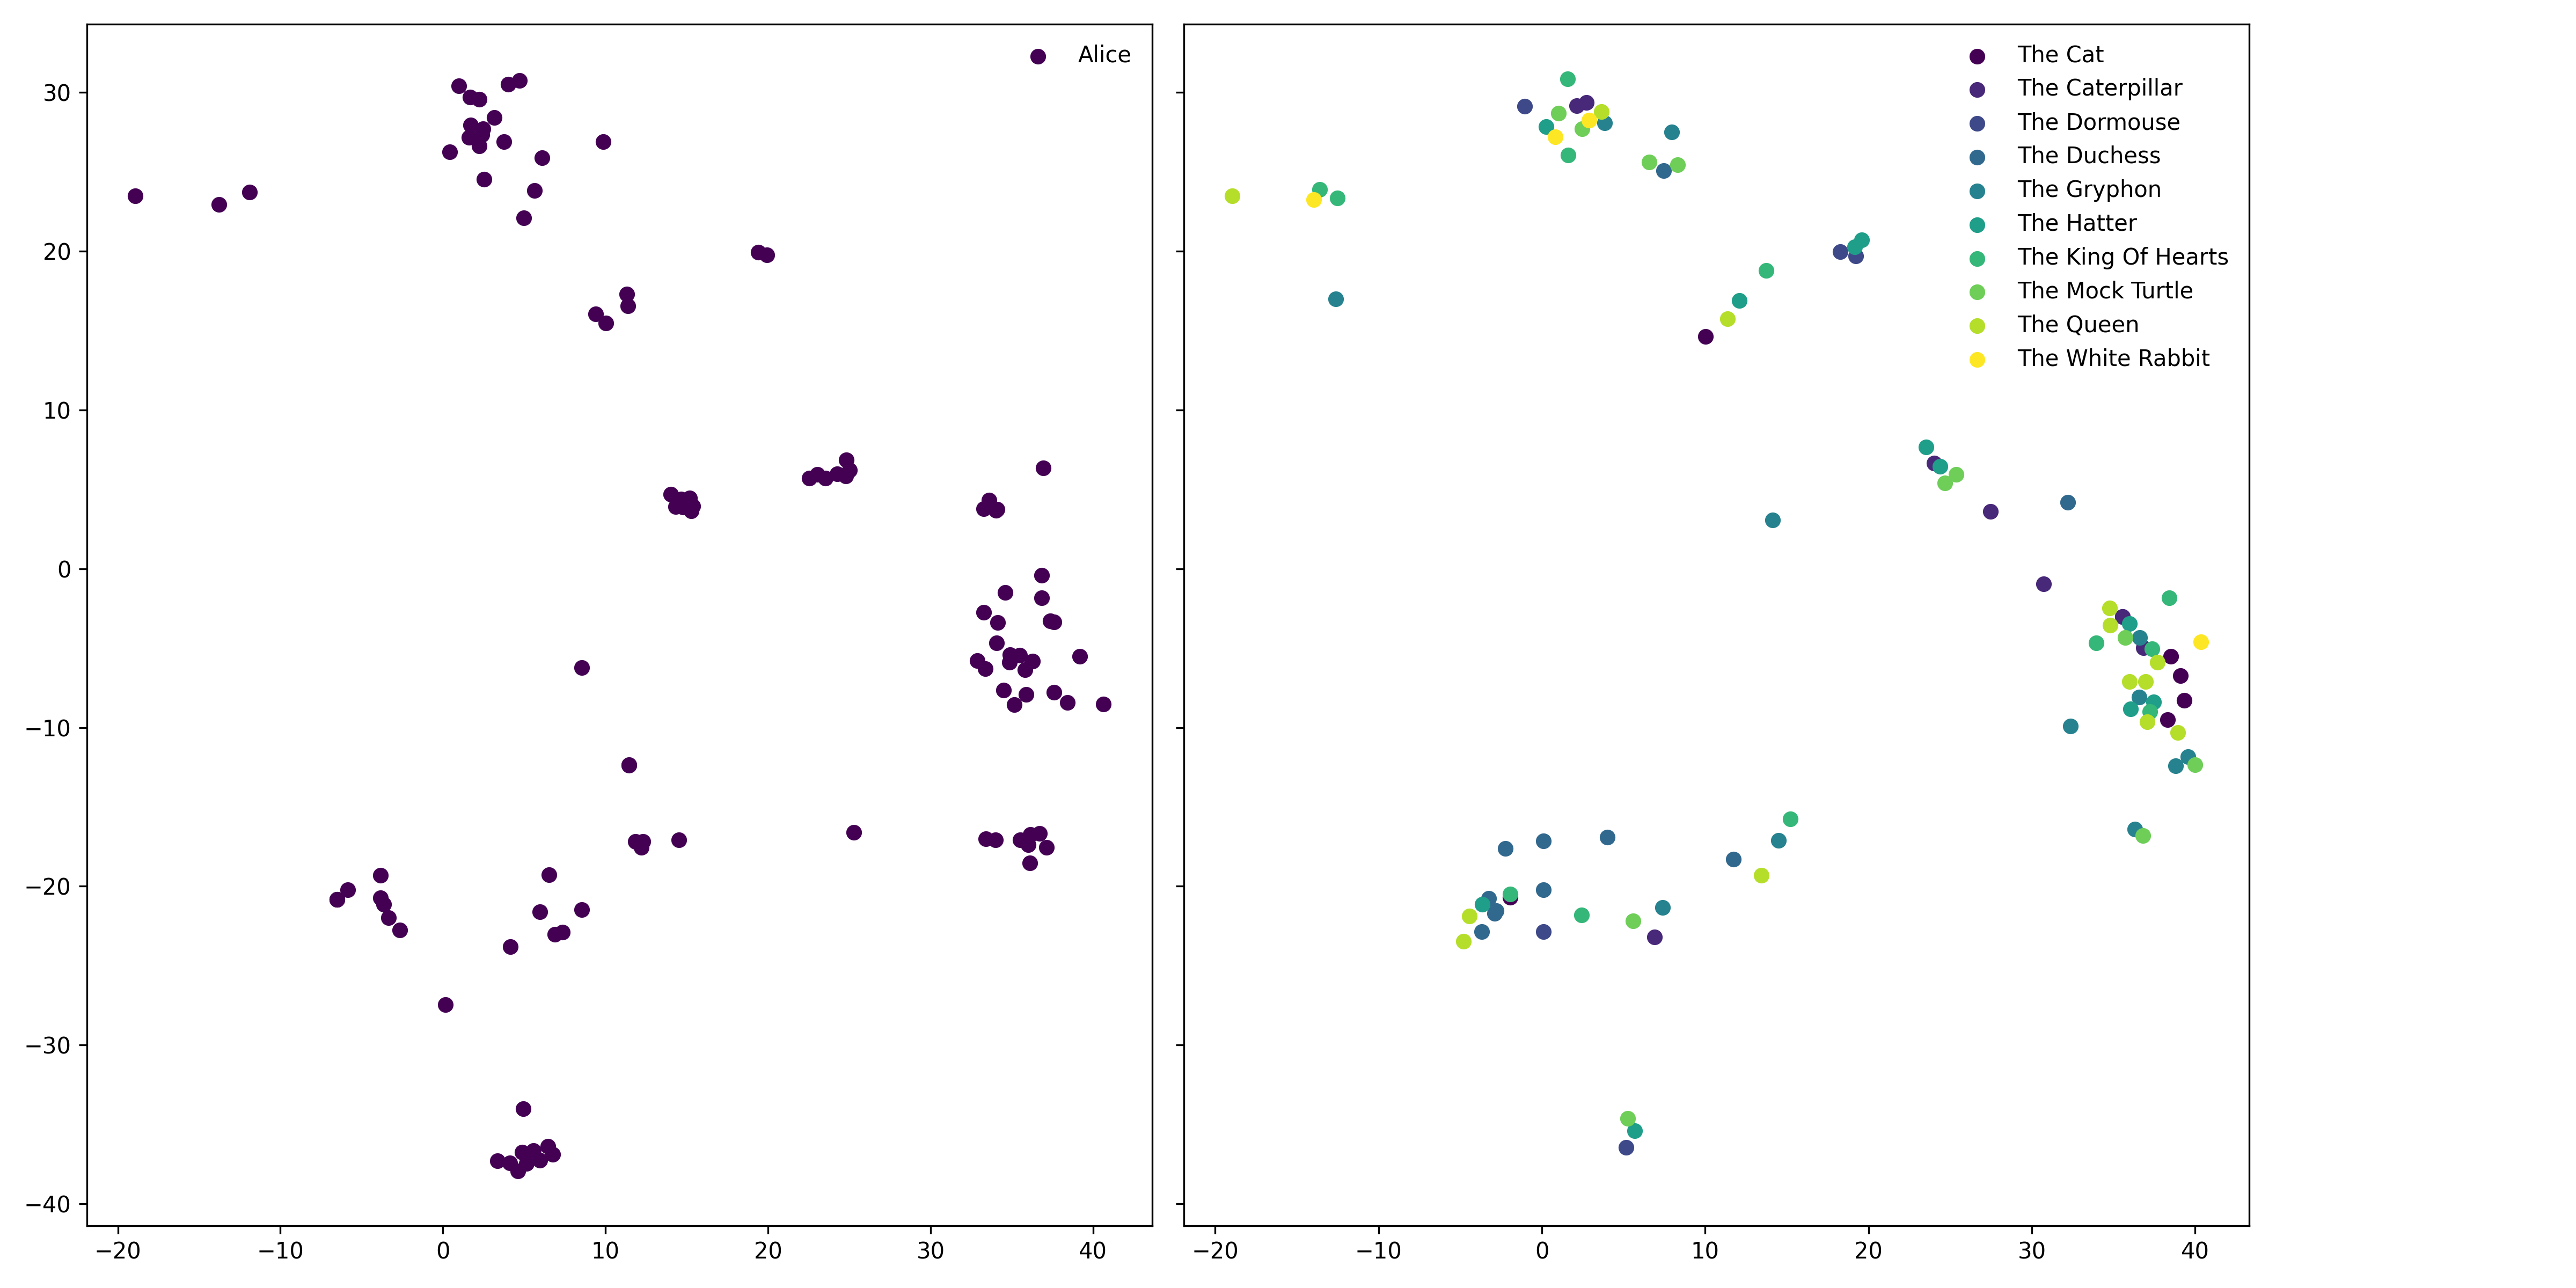 Alice
30
20
10
0
−10
−20
−30
−40
−20 −10 0 10 20 30 40
The Cat
The Caterpillar
The Dormouse
The Duchess
The Gryphon
The Hatter
The King Of Hearts
The Mock Turtle
The Queen
The White Rabbit
−20 −10 0 10 20 30 40